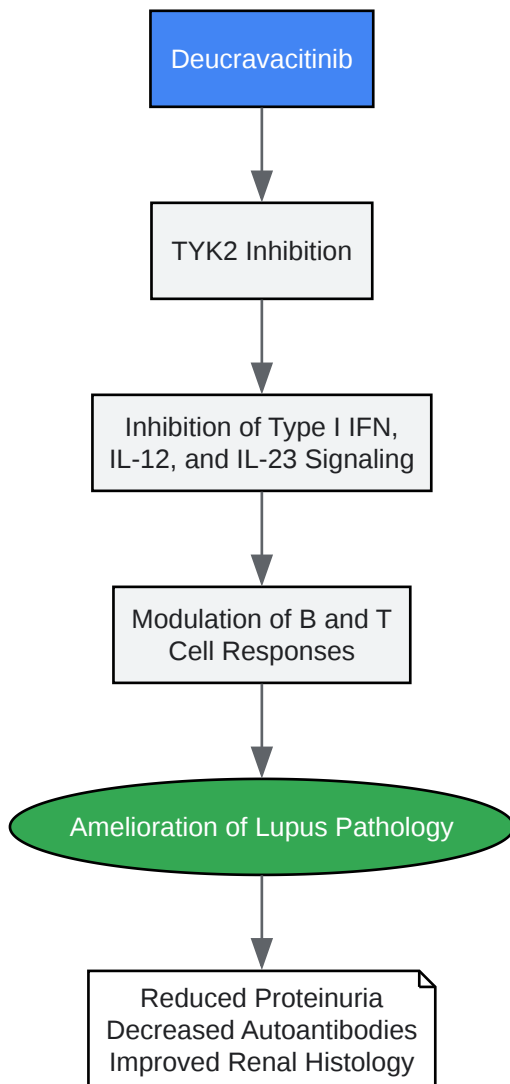 Deucravacitinib
TYK2 Inhibition
Inhibition of Type I IFN,
IL-12, and IL-23 Signaling
Modulation of B and T
Cell Responses
Amelioration of Lupus Pathology
Reduced Proteinuria
Decreased Autoantibodies
Improved Renal Histology